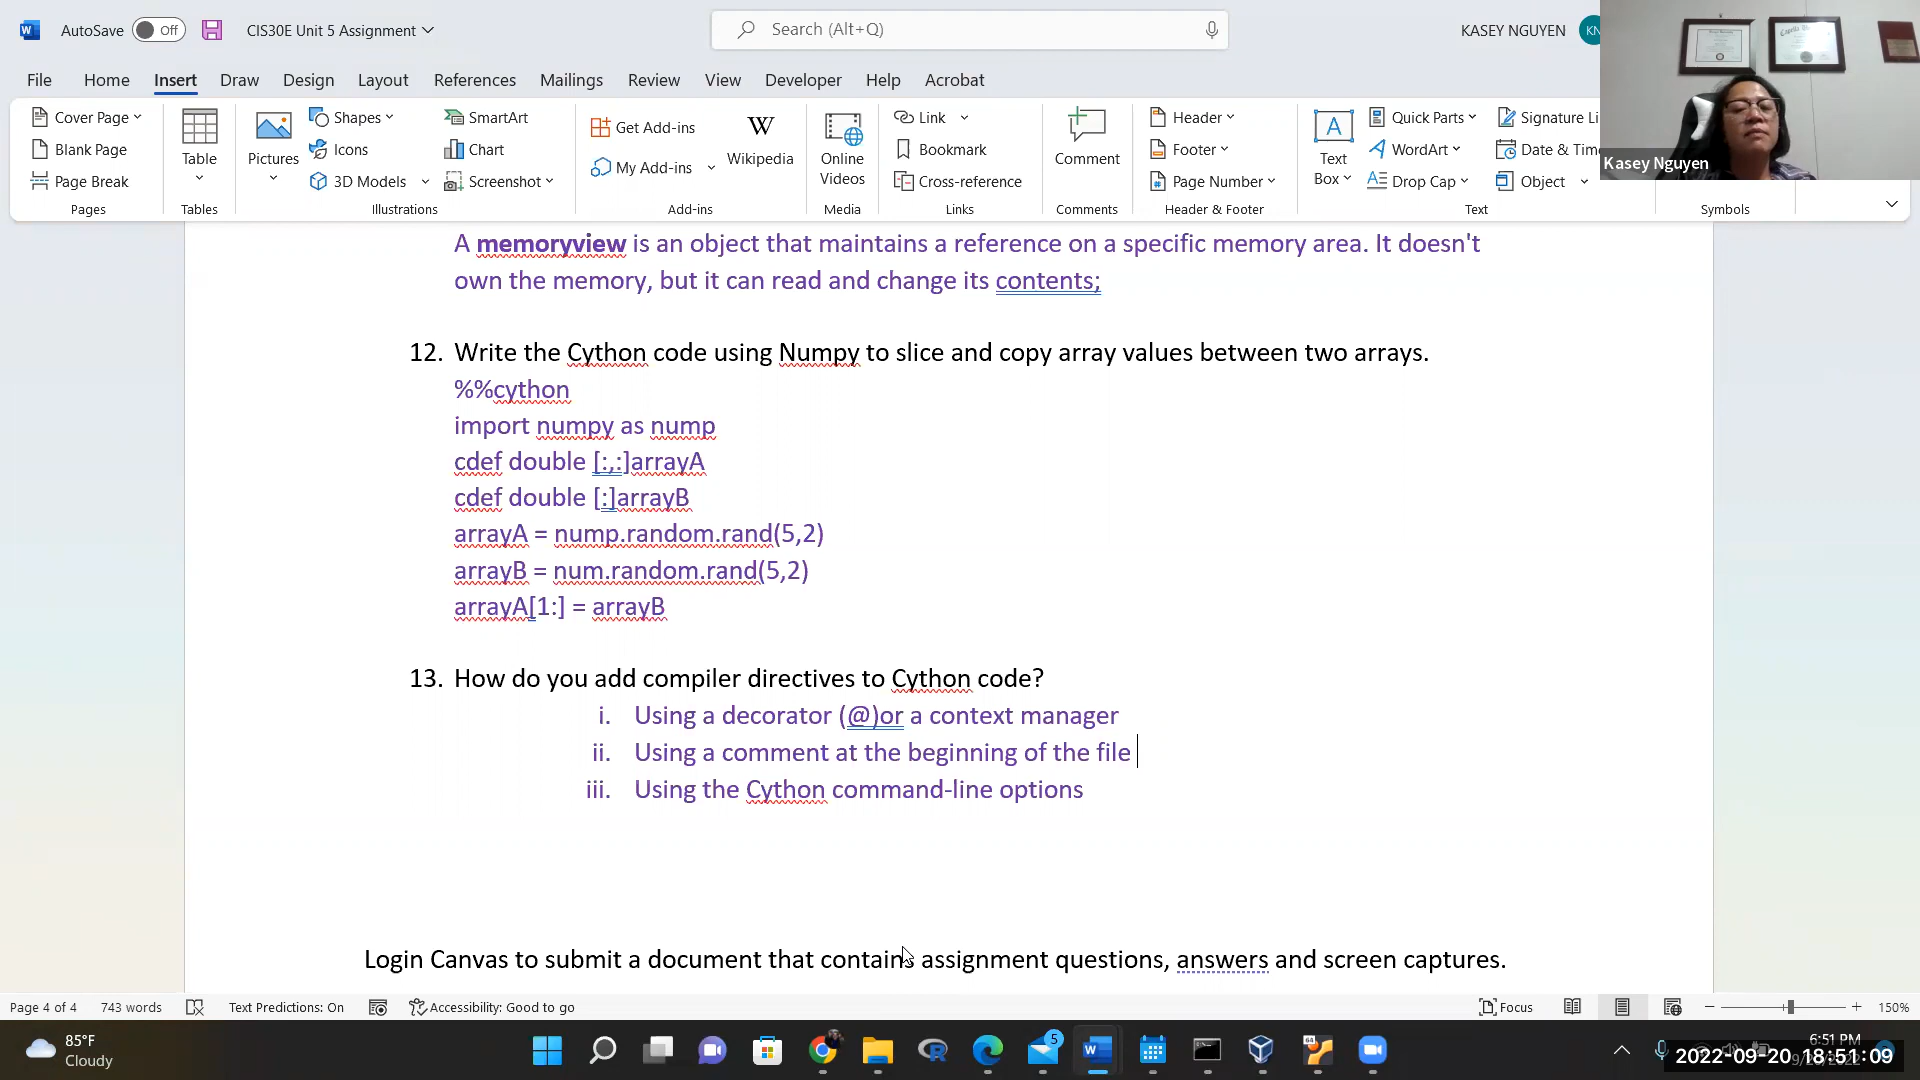 AutoSave Off CIS30E Unit 5 Assignment Search (Alt+Q) KASEY NGUYEN KN
File Home Insert Draw Design Layout References Mailings Review View Developer Help Acrobat
Cover Page
Blank Page
Page Break
Pages
Table
Tables
Pictures
Shapes
Icons
3D Models
SmartArt
Chart
Screenshot
Illustrations
Get Add-ins
My Add-ins
Wikipedia
Add-ins
Online
Videos
Media
Link
Bookmark
Cross-reference
Links
Comment
Comments
Header
Footer
Page Number
Header & Footer
Text
Box
Quick Parts
WordArt
Drop Cap
Signature Li
Date & Time
Object
Text
Symbols
Kasey Nguyen
A memoryview is an object that maintains a reference on a specific memory area. It doesn't
own the memory, but it can read and change its contents;
12. Write the Cython code using Numpy to slice and copy array values between two arrays.
%%cython
import numpy as nump
cdef double [:,:]arrayA
cdef double [:]arrayB
arrayA = nump.random.rand(5,2)
arrayB = num.random.rand(5,2)
arrayA[1:] = arrayB
13. How do you add compiler directives to Cython code?
i. Using a decorator (@)or a context manager
ii. Using a comment at the beginning of the file
iii. Using the Cython command-line options
Login Canvas to submit a document that contains assignment questions, answers and screen captures.
Page 4 of 4 743 words Text Predictions: On Accessibility: Good to go Focus 150%
85°F
Cloudy
5
64
6:51 PM
2022-09-20 18:51:09